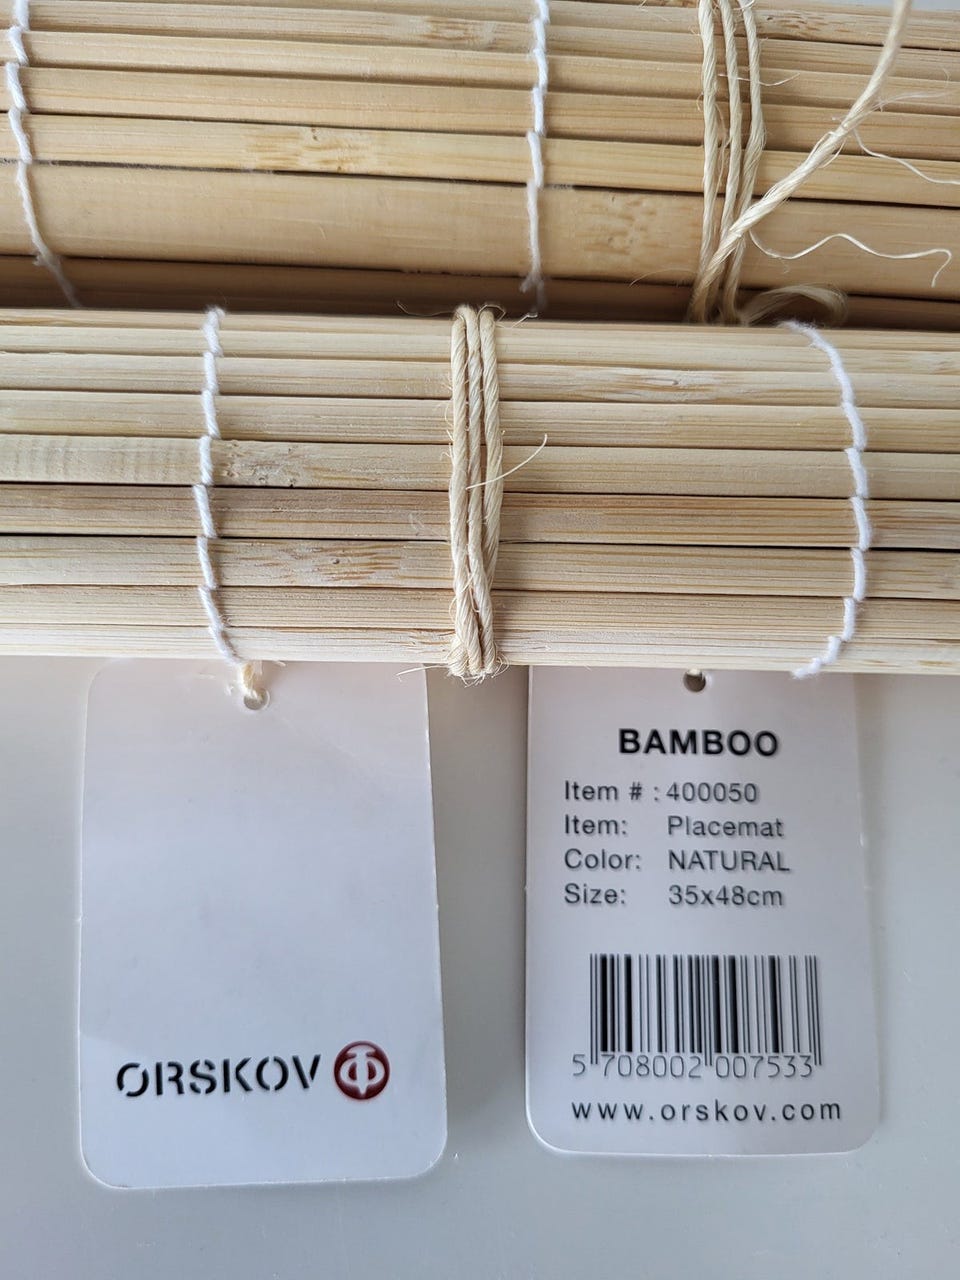 ORSKOV
BAMBOO
Item # : 400050
Item: Placemat
Color: NATURAL
Size: 35x48cm
5 708002 007533
www.orskov.com